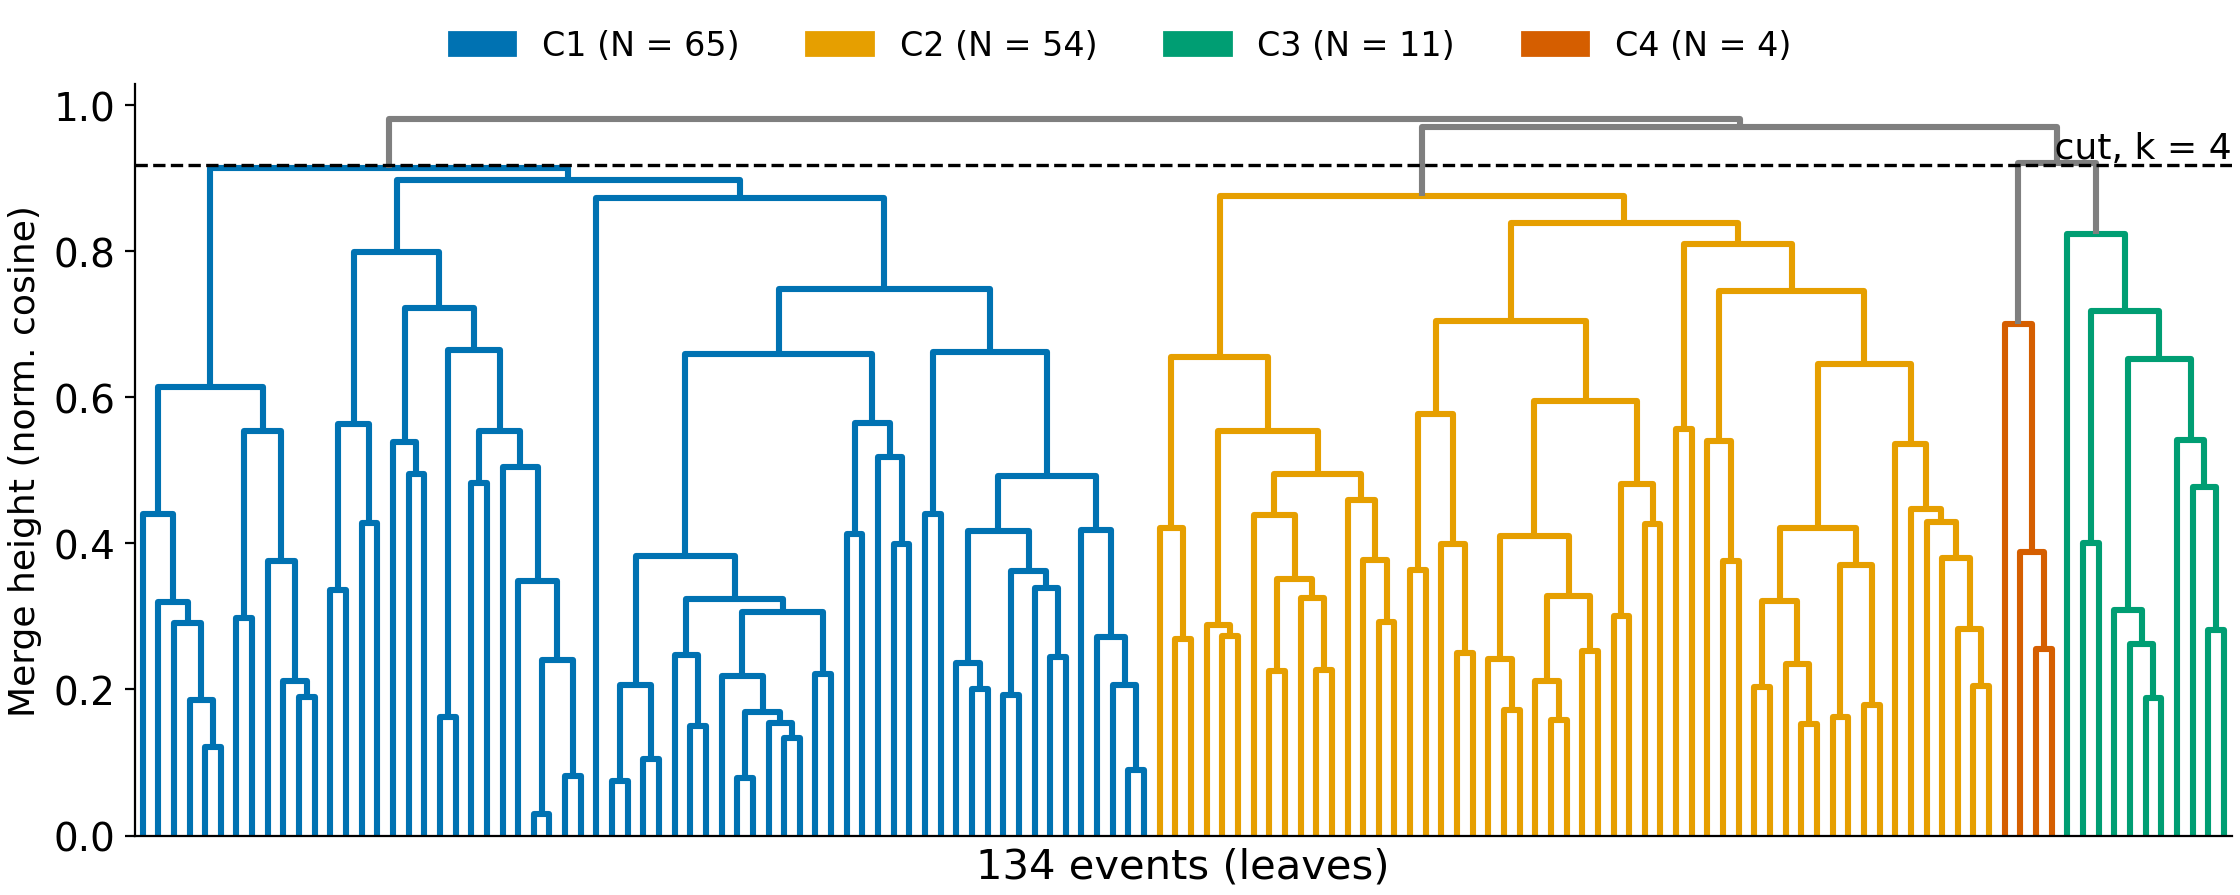 C1 (N = 65) C2 (N = 54) C3 (N = 11) C4 (N = 4)
1.0
cut, k = 4
0.8
0.6
0.4
0.2
0.0
Merge height (norm. cosine)
134 events (leaves)